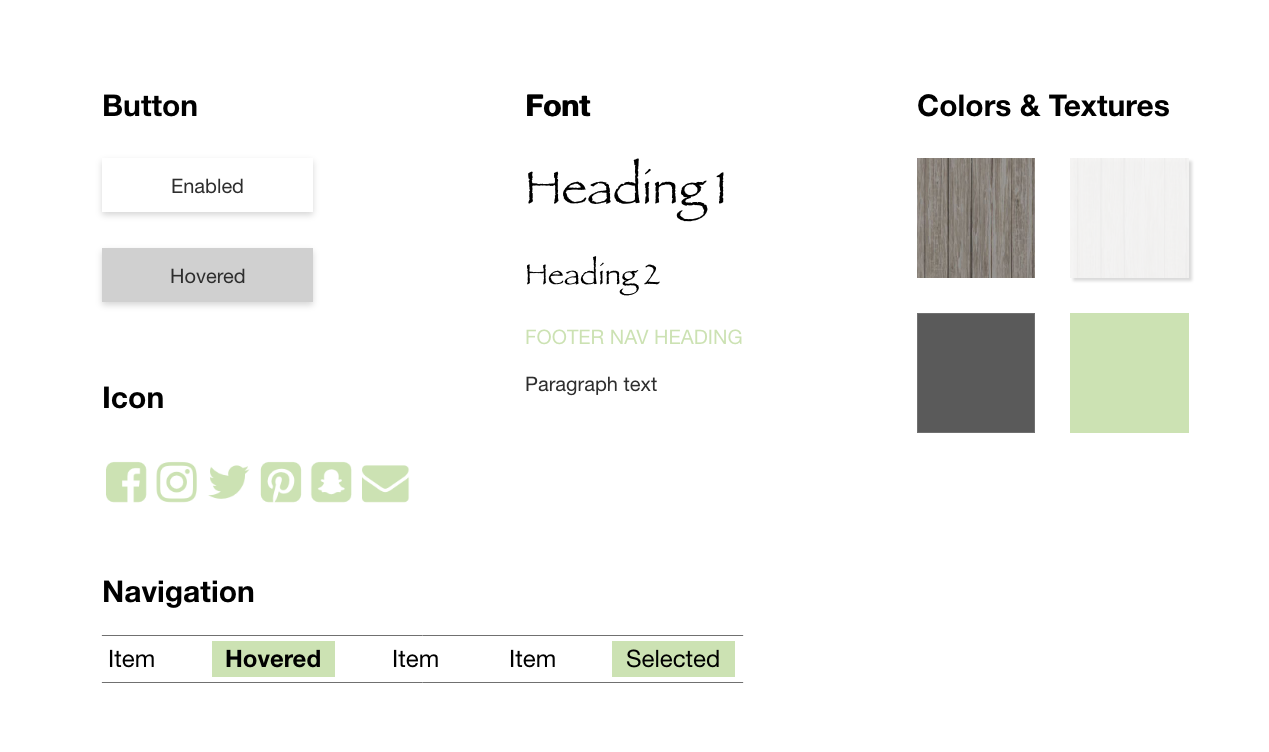 Button
Enabled
Hovered
Icon
Font
Heading 1
Heading 2
FOOTER NAV HEADING
Paragraph text
Colors & Textures
Navigation
Item Hovered Item Item Selected